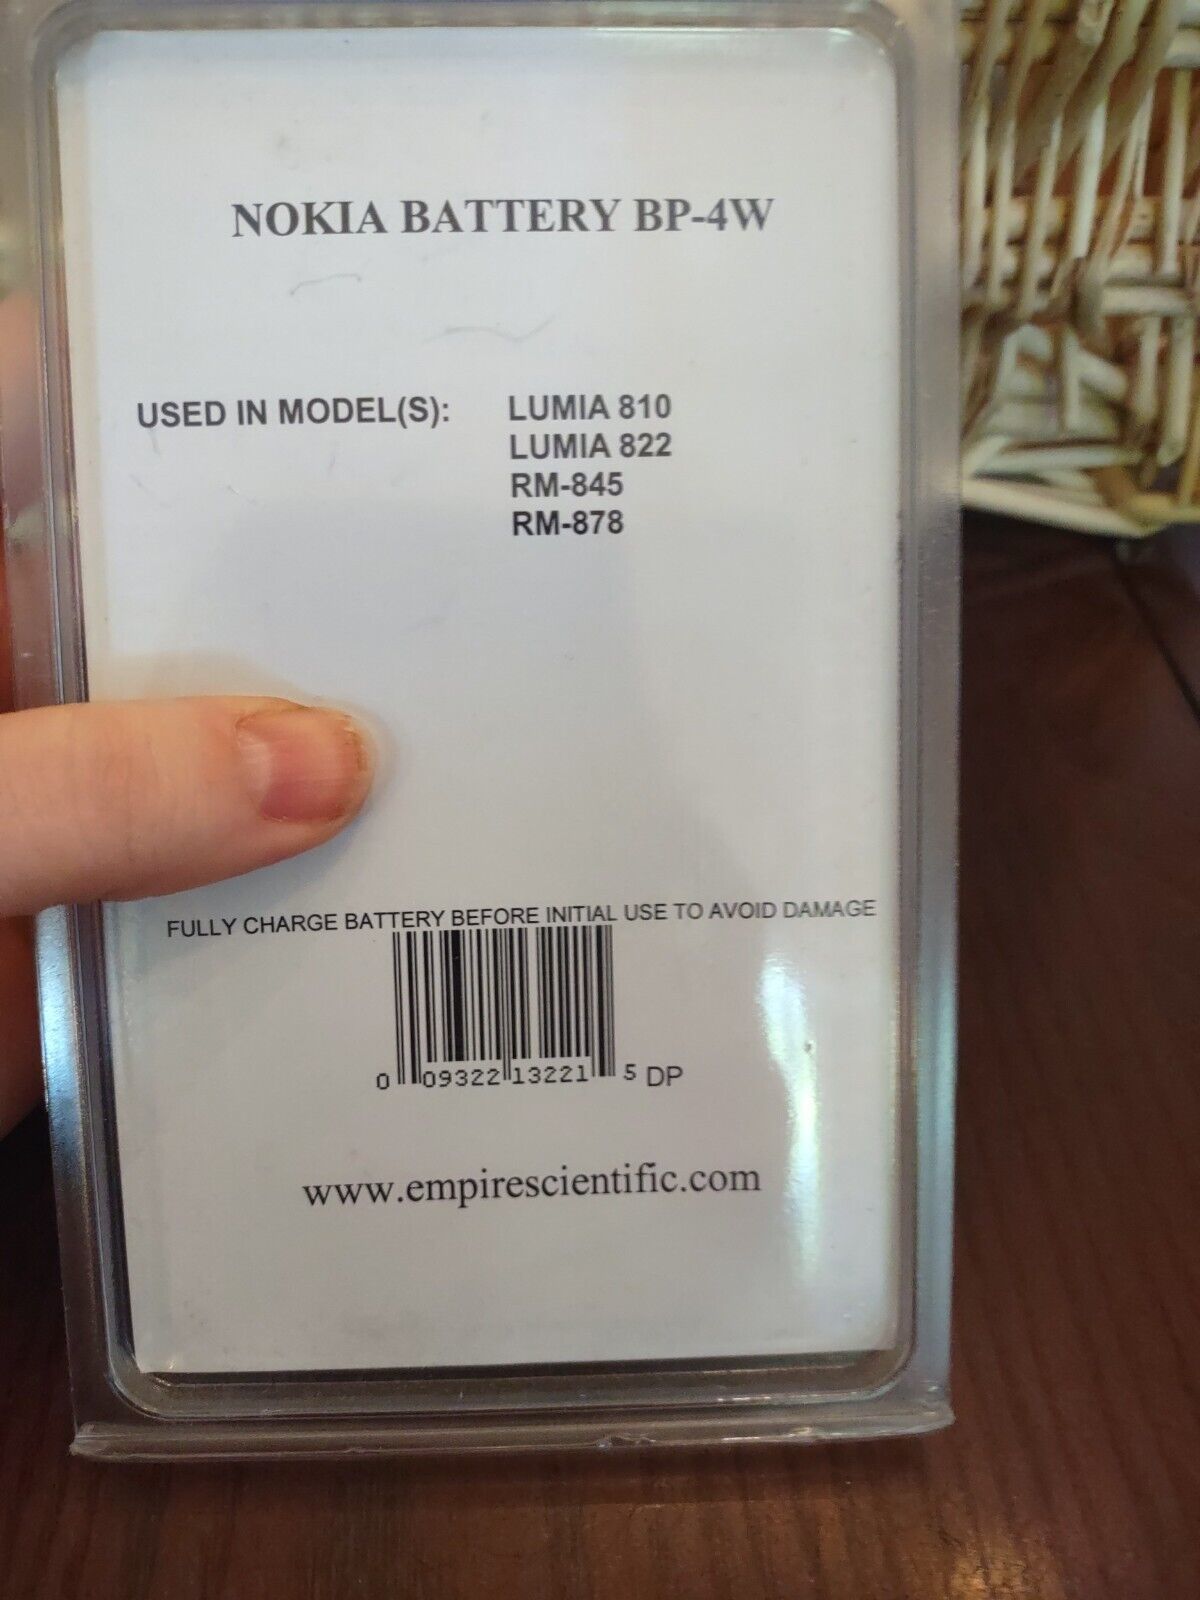 NOKIA BATTERY BP-4W
USED IN MODEL(S): LUMIA 810
LUMIA 822
RM-845
RM-878
FULLY CHARGE BATTERY BEFORE INITIAL USE TO AVOID DAMAGE
0 09322 13221 5 DP
www.empirescientific.com